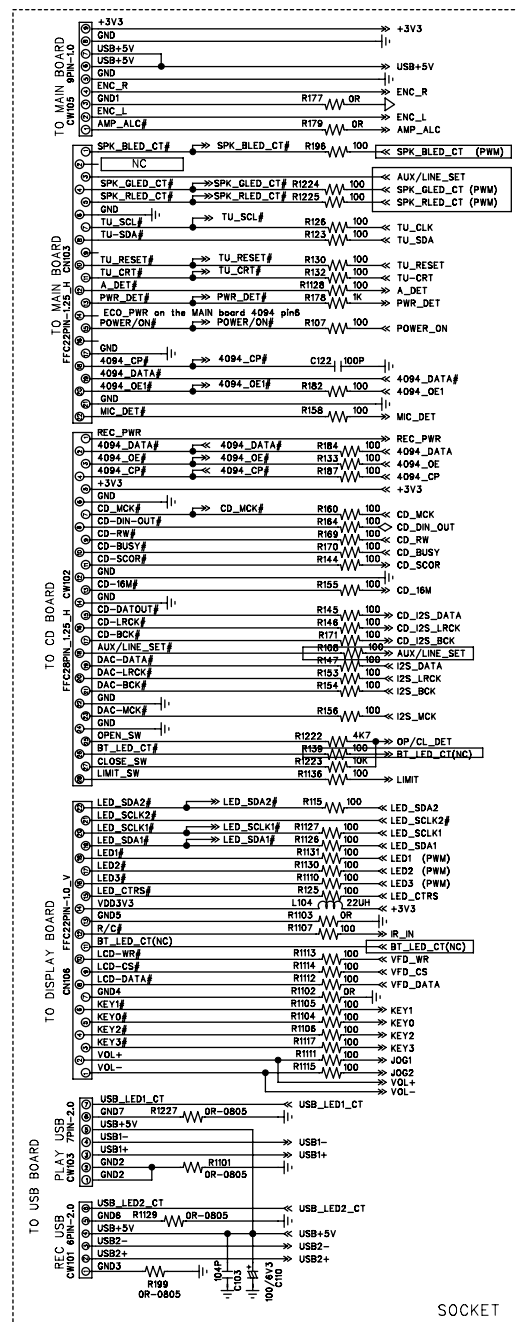 TO MAIN BOARD
9PIN-1.0
CW105
+3V3 +3V3
GND
USB+5V
USB+5V USB+5V
GND
ENC_R ENC_R
GND1 R177 0R
ENC_L ENC_L
AMP_ALC# R179 0R AMP_ALC
TO MAIN BOARD
FFC22PIN-1.25_H CN103
SPK_BLED_CT# SPK_BLED_CT# R196 100 SPK_BLED_CT (PWM)
NC
AUX/LINE_SET
SPK_GLED_CT# SPK_GLED_CT# R1224 100 SPK_GLED_CT (PWM)
SPK_RLED_CT# SPK_RLED_CT# R1225 100 SPK_RLED_CT (PWM)
GND
TU_SCL# TU_SCL# R126 100 TU_CLK
TU-SDA# R123 100 TU_SDA
TU_RESET# TU_RESET# R130 100 TU_RESET
TU_CRT# TU_CRT# R132 100 TU-CRT
A_DET# R1128 100 A_DET
PWR_DET# PWR_DET# R178 1K PWR_DET
ECO_PWR on the MAIN board 4094 pin6
POWER/ON# POWER/ON# R107 100 POWER_ON
GND
4094_CP# 4094_CP# C122 100P
4094_DATA# 4094_DATA#
4094_OE1# 4094_OE1# R182 100 4094_OE1
GND
MIC_DET# R158 100 MIC_DET
TO CD BOARD
FFC28PIN_1.25_H CW102
REC_PWR REC_PWR
4094_DATA# 4094_DATA# R184 100 4094_DATA
4094_OE# 4094_OE# R133 100 4094_OE
4094_CP# 4094_CP# R187 100 4094_CP
+3V3 +3V3
GND
CD_MCK# CD_MCK# R160 100 CD_MCK
CD-DIN-OUT# R164 100 CD_DIN_OUT
CD-RW# R169 100 CD_RW
CD-BUSY# R170 100 CD_BUSY
CD-SCOR# R144 100 CD_SCOR
GND
CD-16M# R155 100 CD_16M
GND
CD-DATOUT# R145 100 CD_I2S_DATA
CD-LRCK# R146 100 CD_I2S_LRCK
CD-BCK# R171 100 CD_I2S_BCK
AUX/LINE_SET# 100 AUX/LINE_SET
DAC-DATA# R147 100 I2S_DATA
DAC-LRCK# R153 100 I2S_LRCK
DAC-BCK# R154 100 I2S_BCK
GND
DAC-MCK# R156 100 I2S_MCK
GND
OPEN_SW R1222 4K7 OP/CL_DET
BT_LED_CT# R139 100 BT_LED_CT(NC)
CLOSE_SW R1223 10K
LIMIT_SW R1136 100 LIMIT
TO DISPLAY BOARD
FFC22PIN-1.0_V
CN106
LED_SDA2# LED_SDA2# R115 100 LED_SDA2
LED_SCLK2# LED_SCLK2#
LED_SCLK1# LED_SCLK1# R1127 100 LED_SCLK1
LED_SDA1# LED_SDA1# R1126 100 LED_SDA1
LED1# R1131 100 LED1 (PWM)
LED2# R1130 100 LED2 (PWM)
LED3# R1110 100 LED3 (PWM)
LED_CTRS# R125 100 LED_CTRS
VDD3V3 L104 22UH +3V3
GND5 R1103 0R
R/C# R1107 100 IR_IN
BT_LED_CT(NC) BT_LED_CT(NC)
LCD-WR# R1113 100 VFD_WR
LCD-CS# R1114 100 VFD_CS
LCD-DATA# R1112 100 VFD_DATA
GND4 R1102 0R
KEY1# R1105 100 KEY1
KEY0# R1104 100 KEY0
KEY2# R1106 100 KEY2
KEY3# R1117 100 KEY3
VOL+ R1111 100 JOG1
VOL- R1115 100 JOG2
VOL+
VOL-
TO USB BOARD
PLAY USB
CW103 7PIN-2.0
USB_LED1_CT USB_LED1_CT
GND7 R1227 0R-0805
USB+5V
USB1- USB1-
USB1+ USB1+
GND2 R1101
GND2 0R-0805
REC USB
CW101 6PIN-2.0
USB_LED2_CT USB_LED2_CT
GND6 R1129 0R-0805
USB+5V USB+5V
USB2- USB2-
USB2+ USB2+
GND3
R199
0R-0805
104P
C103
100/6V3
C110
SOCKET